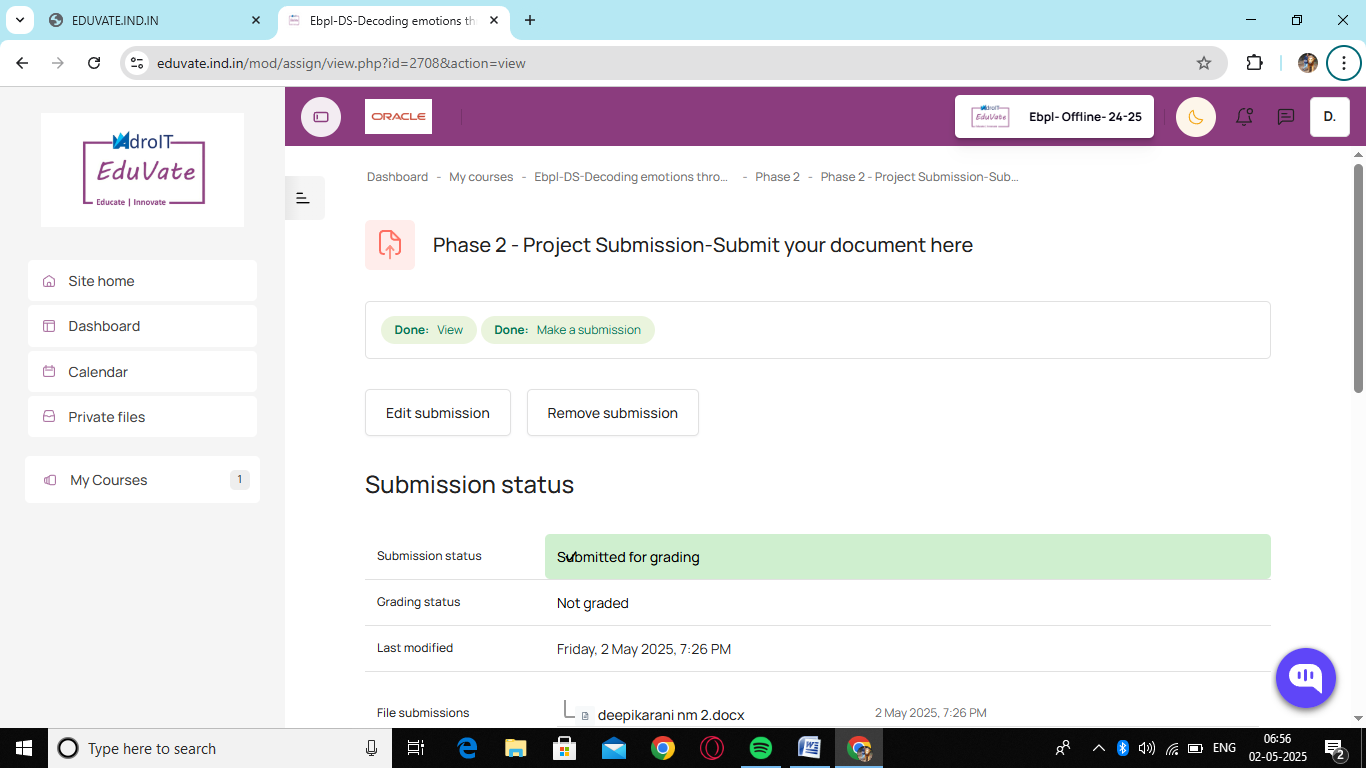 EDUVATE.IND.IN
Ebpl-DS-Decoding emotions th
eduvate.ind.in/mod/assign/view.php?id=2708&action=view
AdroIT
EduVate
Educate | Innovate
Site home
Dashboard
Calendar
Private files
My Courses
1
ORACLE
AdroIT
EduVate
Ebpl- Offline- 24-25
D.
Dashboard - My courses - Ebpl-DS-Decoding emotions thro... - Phase 2 - Phase 2 - Project Submission-Sub...
Phase 2 - Project Submission-Submit your document here
Done: View Done: Make a submission
Edit submission Remove submission
Submission status
Submission status Submitted for grading
Grading status Not graded
Last modified Friday, 2 May 2025, 7:26 PM
File submissions deepikarani nm 2.docx 2 May 2025, 7:26 PM
Type here to search
ENG
06:56
02-05-2025
2